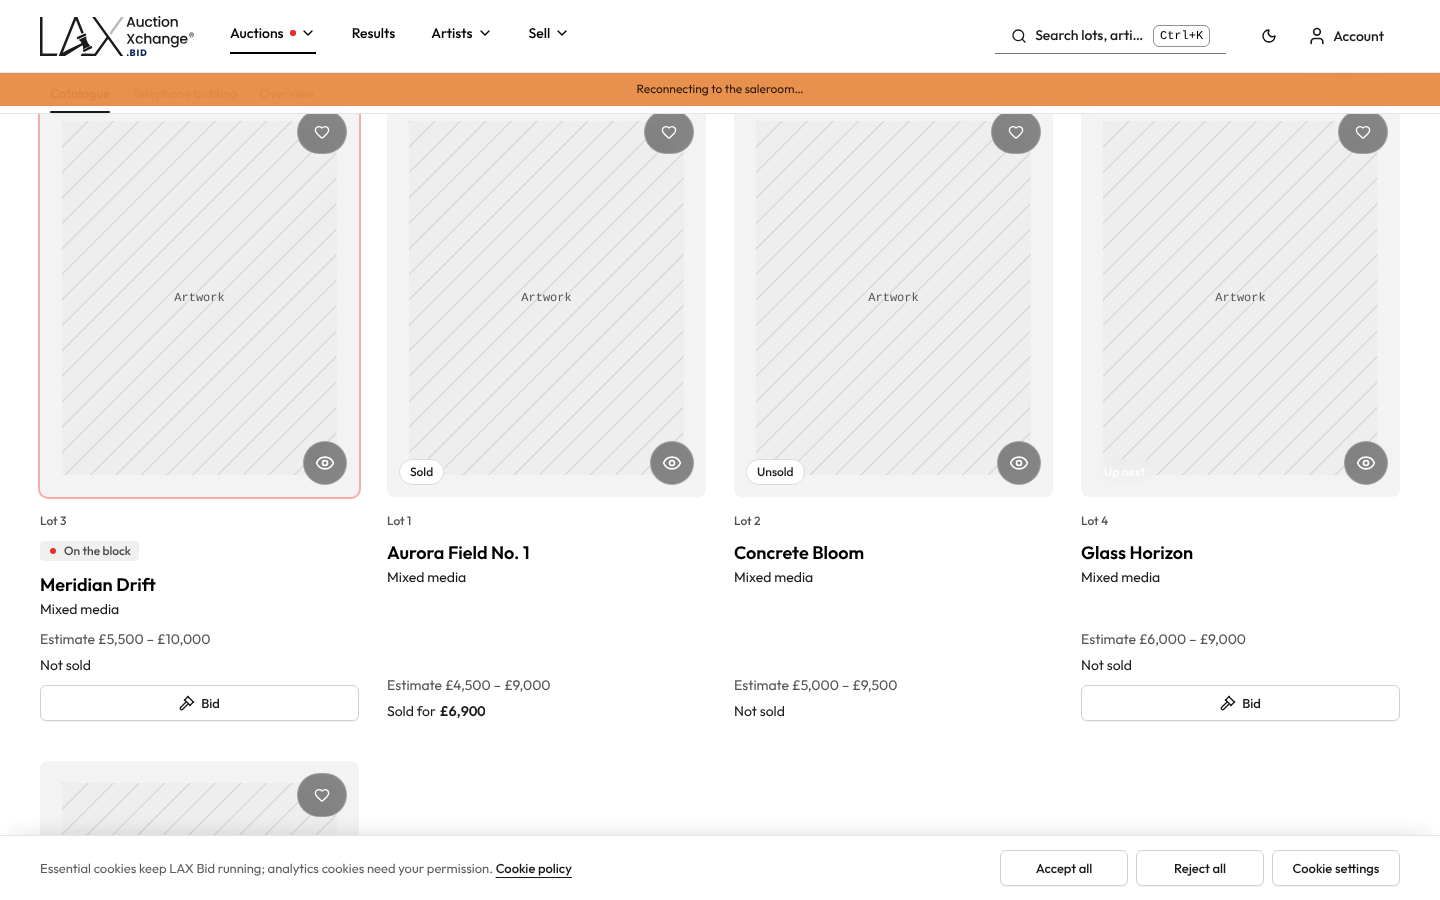 LAX Auction Xchange® .BID
Auctions
Results
Artists
Sell
Search lots, arti...
Ctrl+K
Account
Reconnecting to the saleroom...
Catalogue
Telephone bidding
Overview
Artwork
Artwork
Artwork
Artwork
Sold
Unsold
Up next
Lot 3
On the block
Meridian Drift
Mixed media
Estimate £5,500 – £10,000
Not sold
Bid
Lot 1
Aurora Field No. 1
Mixed media
Estimate £4,500 – £9,000
Sold for £6,900
Lot 2
Concrete Bloom
Mixed media
Estimate £5,000 – £9,500
Not sold
Lot 4
Glass Horizon
Mixed media
Estimate £6,000 – £9,000
Not sold
Bid
Essential cookies keep LAX Bid running; analytics cookies need your permission. Cookie policy
Accept all
Reject all
Cookie settings